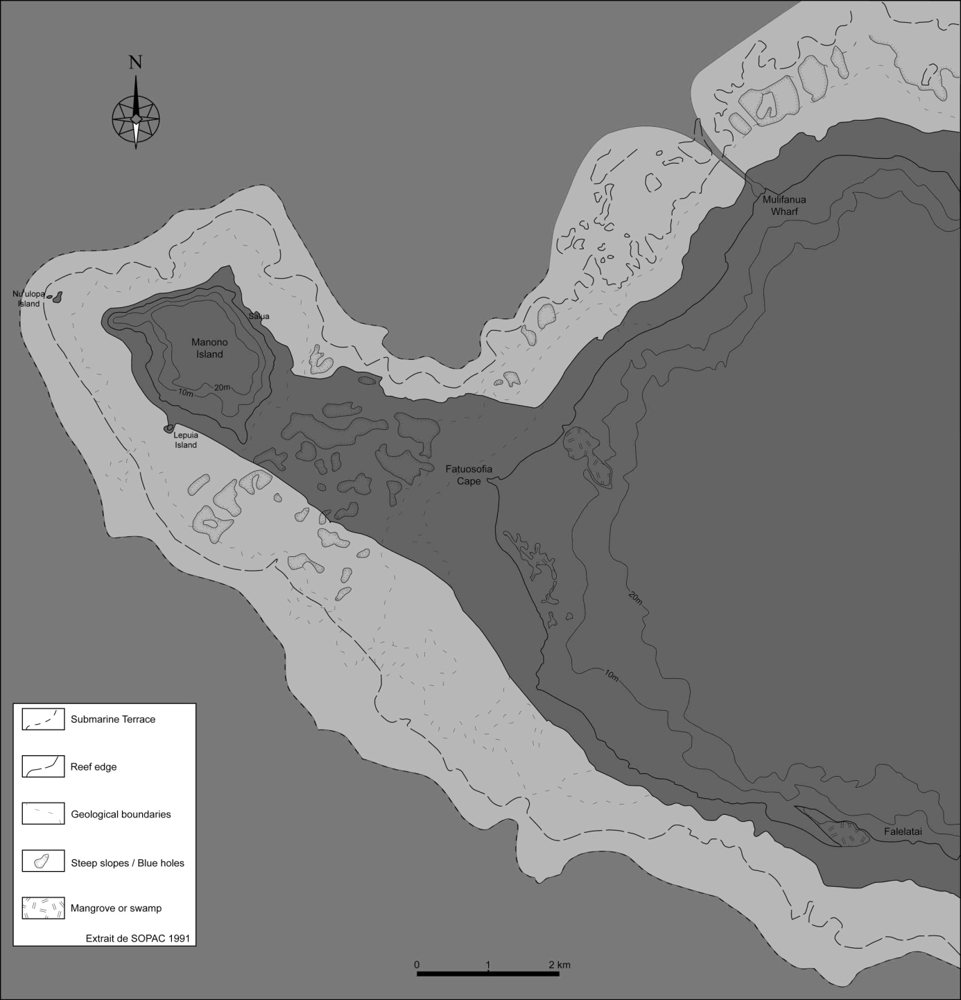 N
Mulifanua
Wharf
Nu'ulopa
Island
Salua
Manono
Island
20m
10m
Lepuia
Island
Fatuosofia
Cape
20m
10m
Falelatai
Submarine Terrace
Reef edge
Geological boundaries
Steep slopes / Blue holes
Mangrove or swamp
Extrait de SOPAC 1991
0 1 2 km